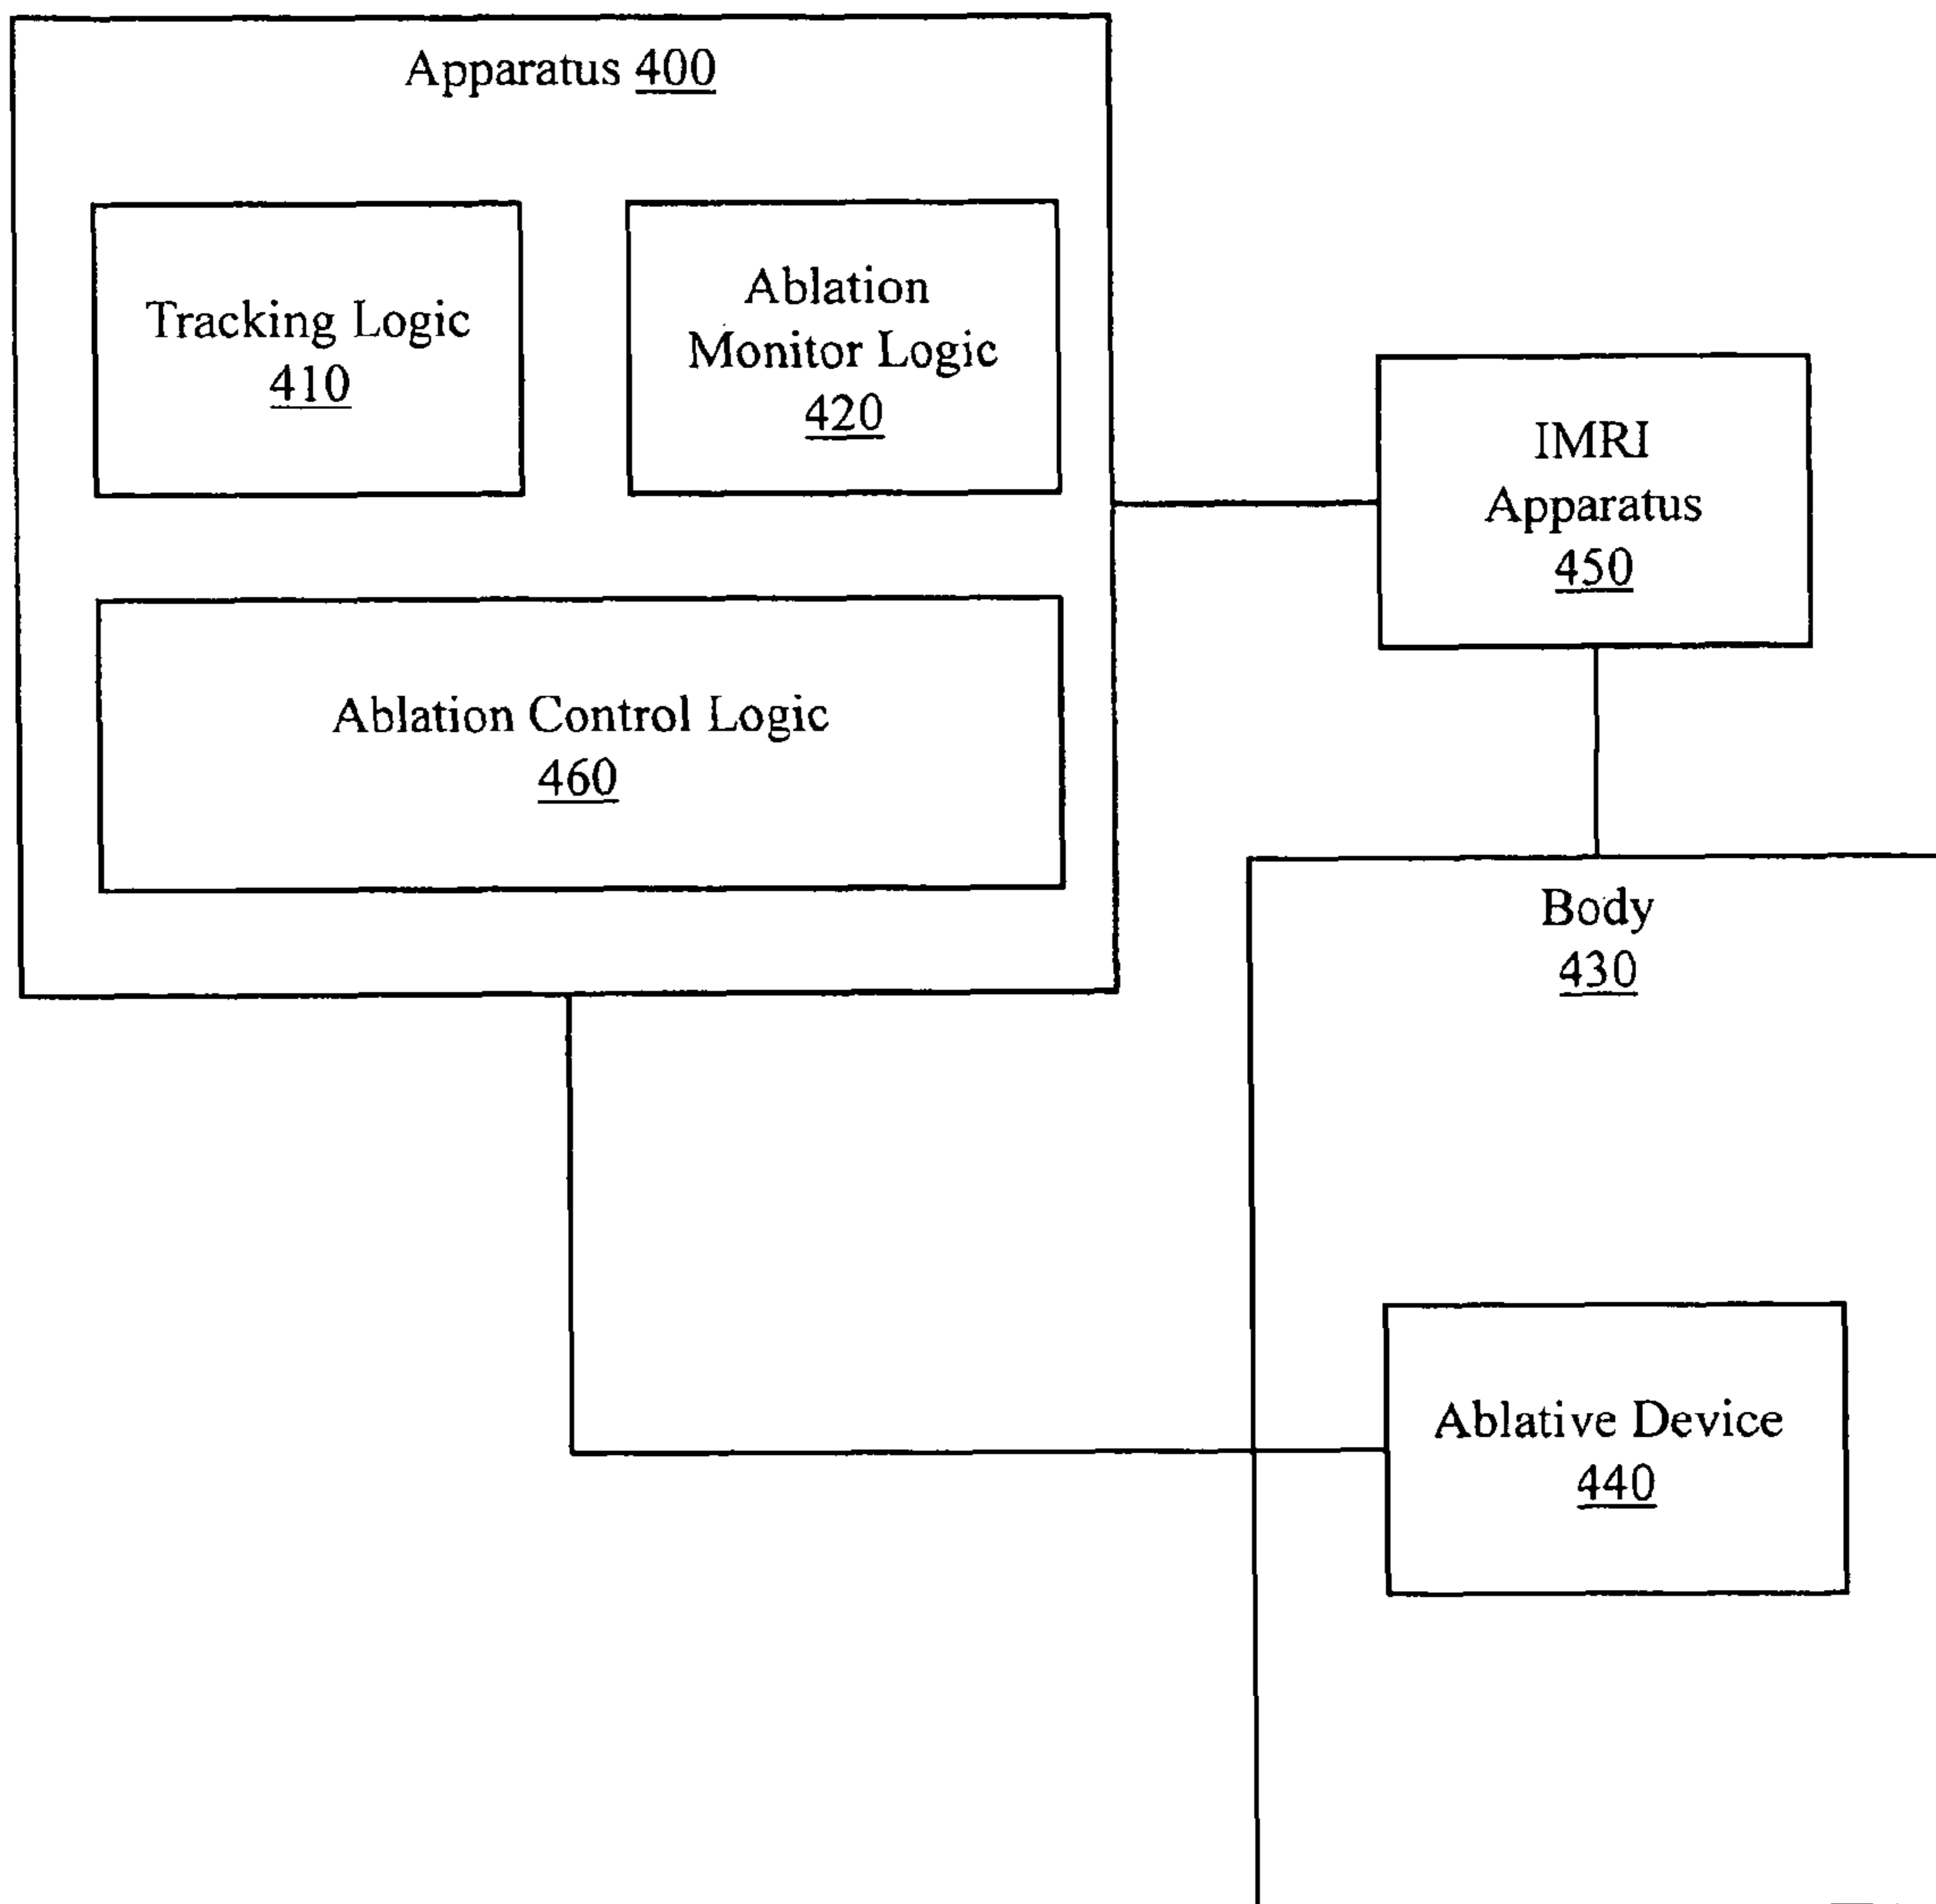 Apparatus 400
Tracking Logic
410
Ablation
Monitor Logic
420
Ablation Control Logic
460
IMRI
Apparatus
450
Body
430
Ablative Device
440